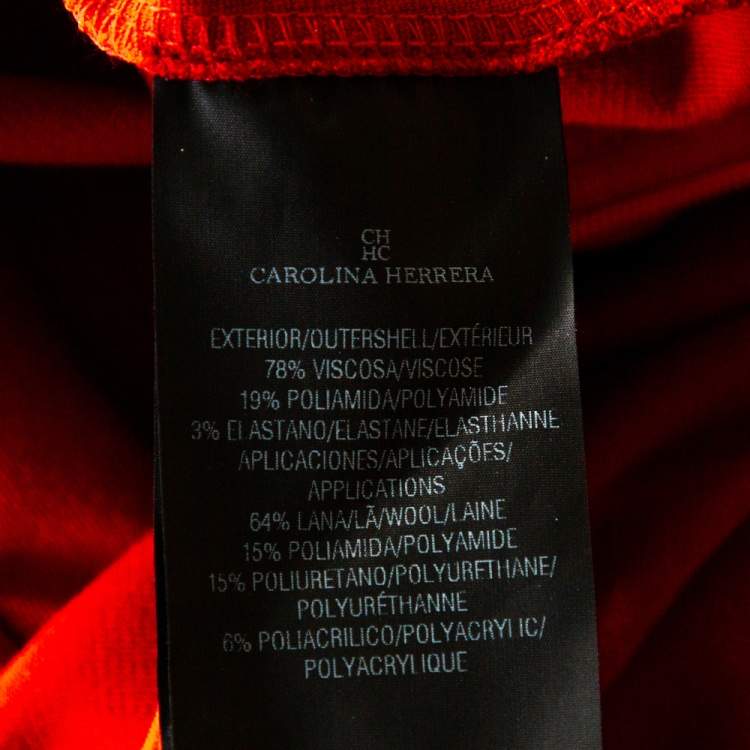 CH
HC
CAROLINA HERRERA
EXTERIOR/OUTERSHELL/EXTÉRIEUR
78% VISCOSA/VISCOSE
19% POLIAMIDA/POLYAMIDE
3% ELASTANO/ELASTANE/ELASTHANNE
APLICACIONES/APLICAÇÕES/
APPLICATIONS
64% LANA/LÃ/WOOL/LAINE
15% POLIAMIDA/POLYAMIDE
15% POLIURETANO/POLYURETHANE/
POLYURÉTHANNE
6% POLIACRILICO/POLYACRYLIC/
POLYACRYLIQUE